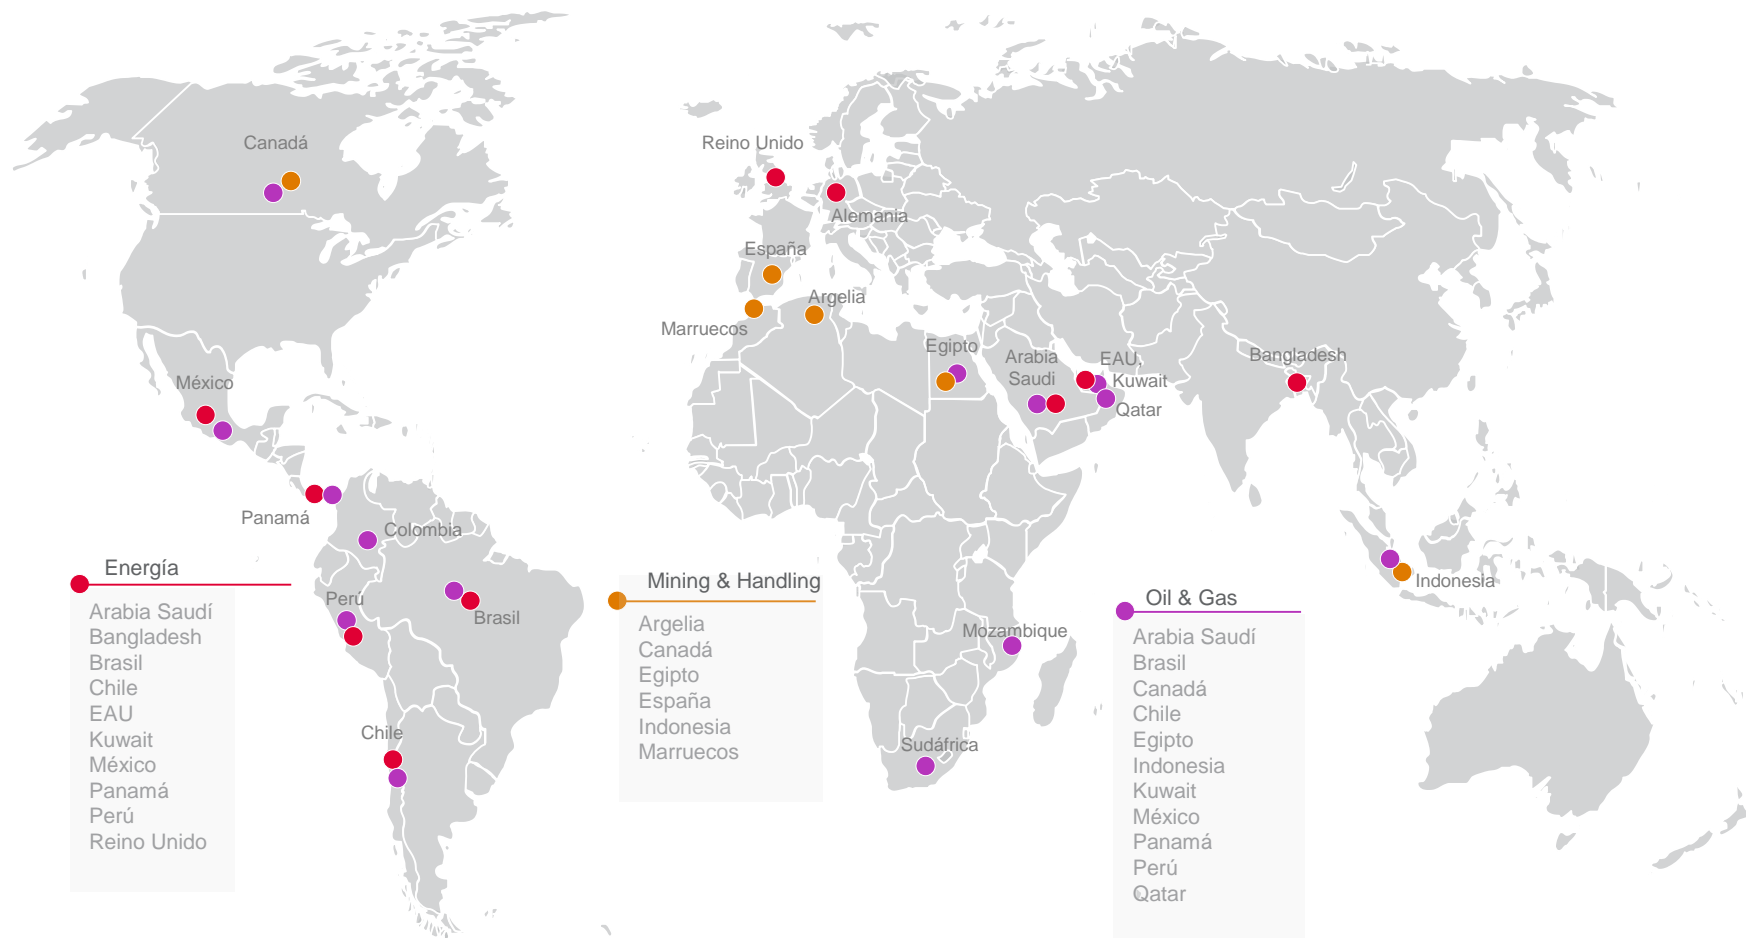 Canadá
Reino Unido
Alemania
España
Argelia
Marruecos
Egipto
Arabia
Saudi
EAU,
Kuwait
Qatar
Bangladesh
México
Panamá
Colombia
Perú
Brasil
Chile
Mozambique
Sudáfrica
Indonesia
Energía
Arabia Saudí
Bangladesh
Brasil
Chile
EAU
Kuwait
México
Panamá
Perú
Reino Unido
Mining & Handling
Argelia
Canadá
Egipto
España
Indonesia
Marruecos
Oil & Gas
Arabia Saudí
Brasil
Canadá
Chile
Egipto
Indonesia
Kuwait
México
Panamá
Perú
Qatar